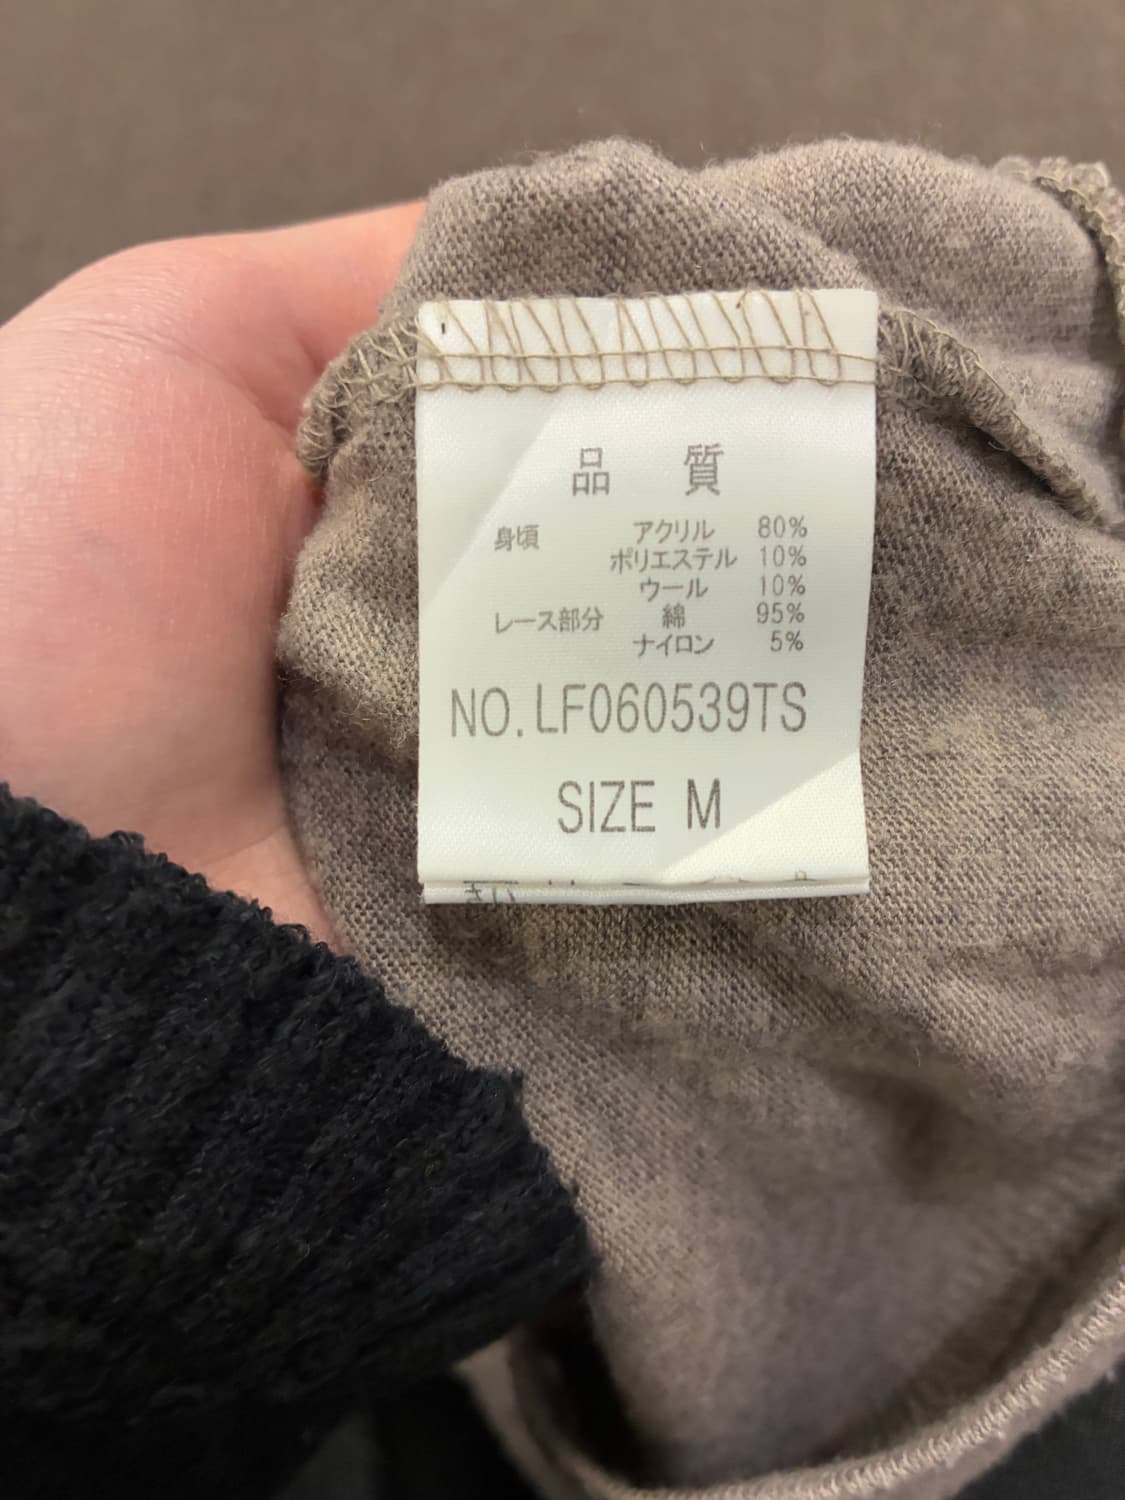 品 質
身頃 アクリル 80%
ポリエステル 10%
ウール 10%
レース部分 綿 95%
ナイロン 5%
NO.LF060539TS
SIZE M